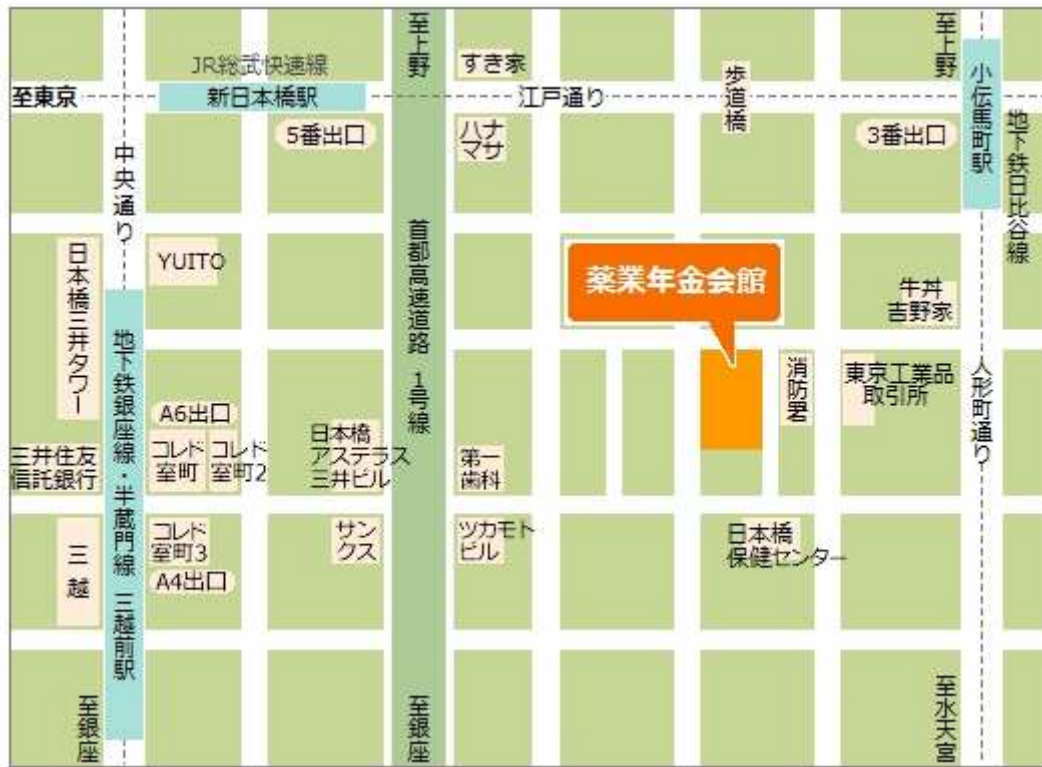 至上野
すき家
至上野
JR総武快速線
至東京
新日本橋駅
江戸通り
歩道橋
小伝馬町駅
地下鉄日比谷線
5番出口
ハナ
マサ
3番出口
中央通り
首都高速道路 1号線
日本橋三井タワー
YUITO
薬業年金会館
牛丼
吉野家
地下鉄銀座線・半蔵門線 三越前駅
消防署
東京工業品
取引所
人形町通り
A6出口
三井住友
信託銀行
コレド
室町
コレド
室町2
日本橋
アステラス
三井ビル
第一
歯科
三越
コレド
室町3
A4出口
サン
クス
ツカモト
ビル
日本橋
保健センター
至銀座
至銀座
至水天宮